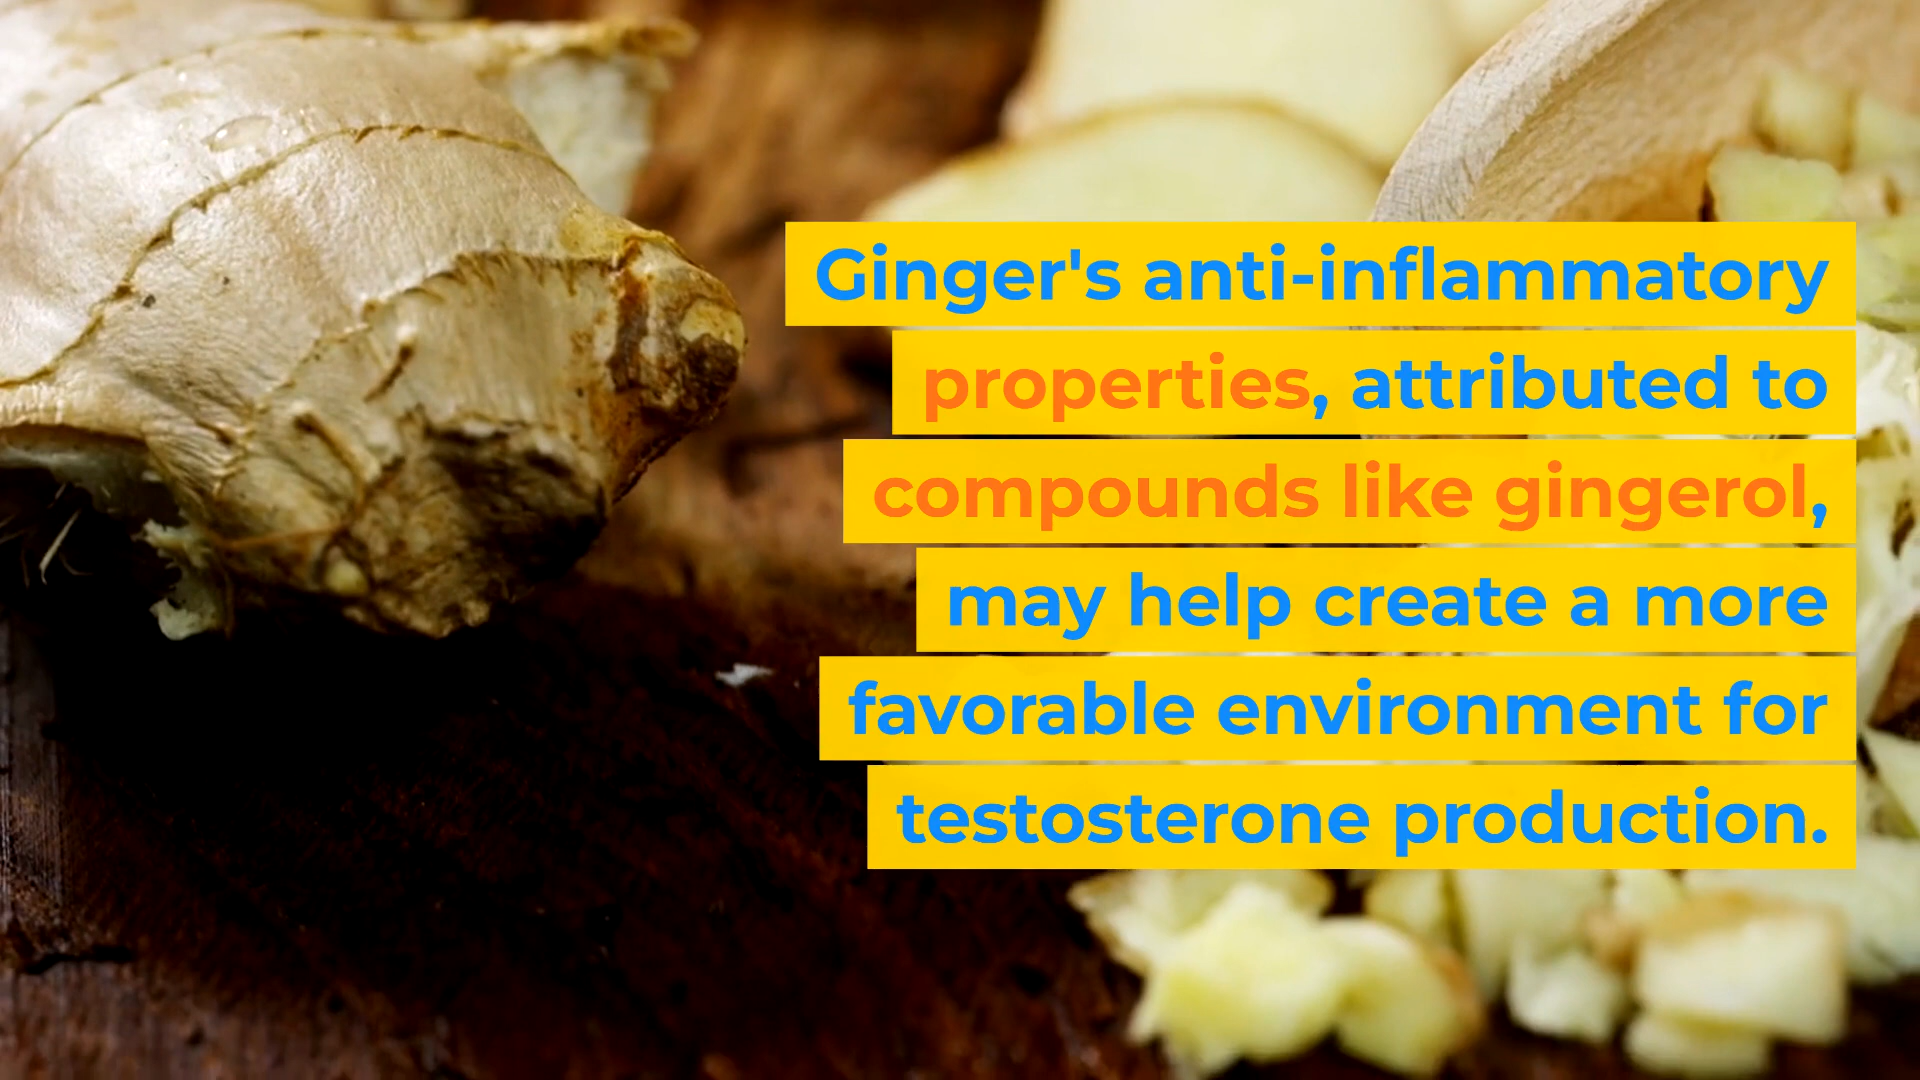 Ginger's anti-inflammatory
properties, attributed to
compounds like gingerol,
may help create a more
favorable environment for
testosterone production.